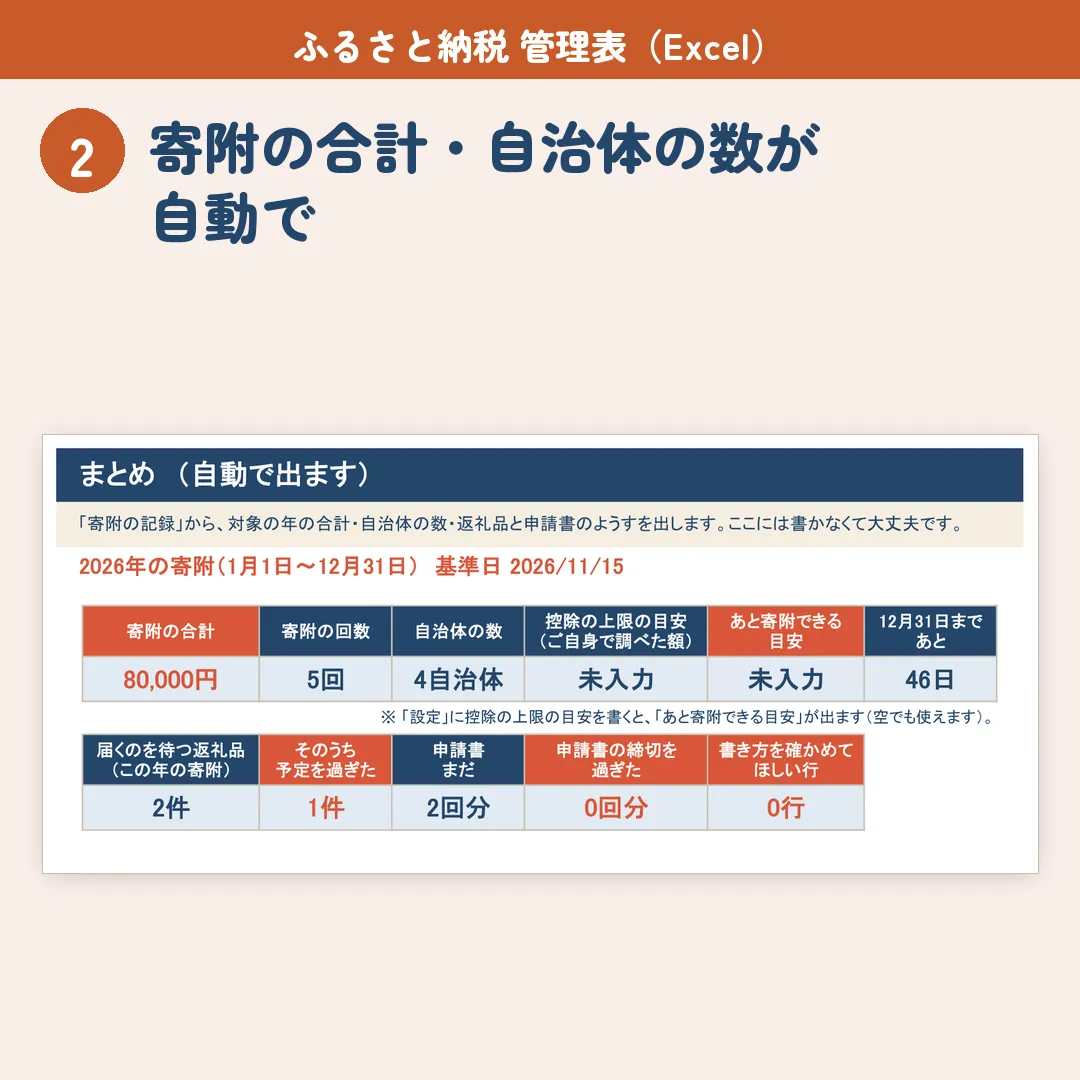 ふるさと納税 管理表（Excel）
2
寄附の合計・自治体の数が
自動で
まとめ （自動で出ます）
「寄附の記録」から、対象の年の合計・自治体の数・返礼品と申請書のようすを出します。ここには書かなくて大丈夫です。
2026年の寄附（1月1日～12月31日） 基準日 2026/11/15
寄附の合計
寄附の回数
自治体の数
控除の上限の目安
（ご自身で調べた額）
あと寄附できる
目安
12月31日まで
あと
80,000円
5回
4自治体
未入力
未入力
46日
※「設定」に控除の上限の目安を書くと、「あと寄附できる目安」が出ます（空でも使えます）。
届くのを待つ返礼品
（この年の寄附）
そのうち
予定を過ぎた
申請書
まだ
申請書の締切を
過ぎた
書き方を確かめて
ほしい行
2件
1件
2回分
0回分
0行